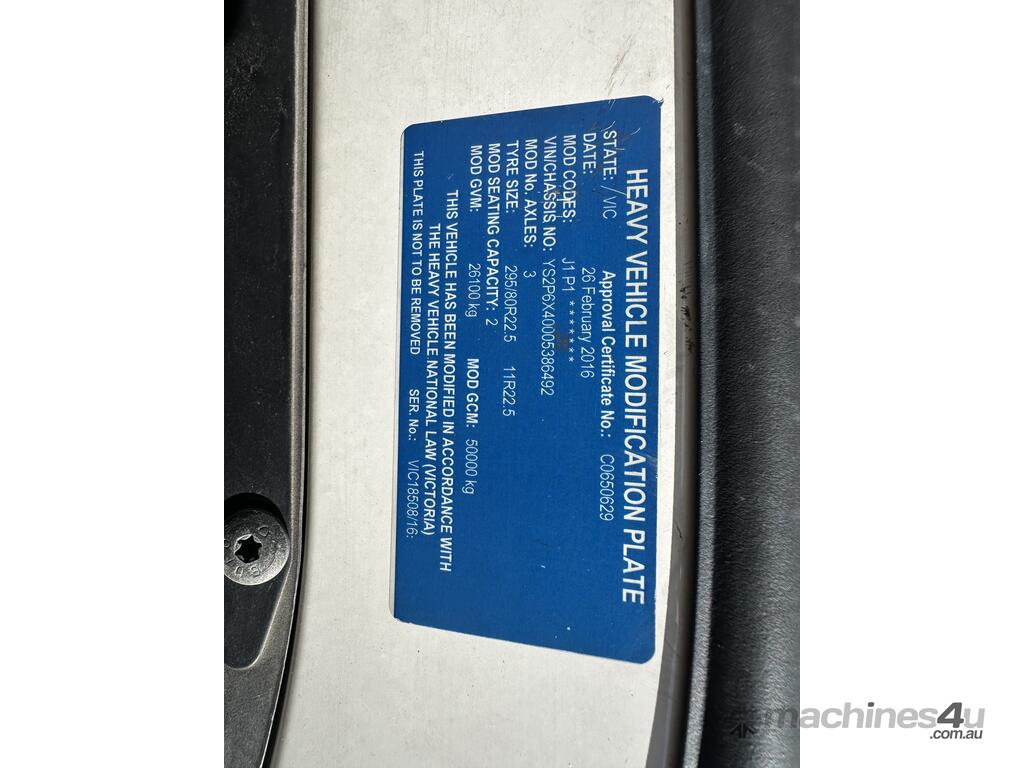 HEAVY VEHICLE MODIFICATION PLATE
STATE: VIC Approval Certificate No.: C0650629
DATE: 26 February 2016
MOD CODES: J1 P1 *******
VIN/CHASSIS NO: YS2P6X40005386492
MOD No. AXLES: 3
TYRE SIZE: 295/80R22.5 11R22.5
MOD SEATING CAPACITY: 2
MOD GVM: 26100 kg MOD GCM: 50000 kg
THIS VEHICLE HAS BEEN MODIFIED IN ACCORDANCE WITH
THE HEAVY VEHICLE NATIONAL LAW (VICTORIA)
THIS PLATE IS NOT TO BE REMOVED SER. No.: VIC18508/16:
machines4u
.com.au